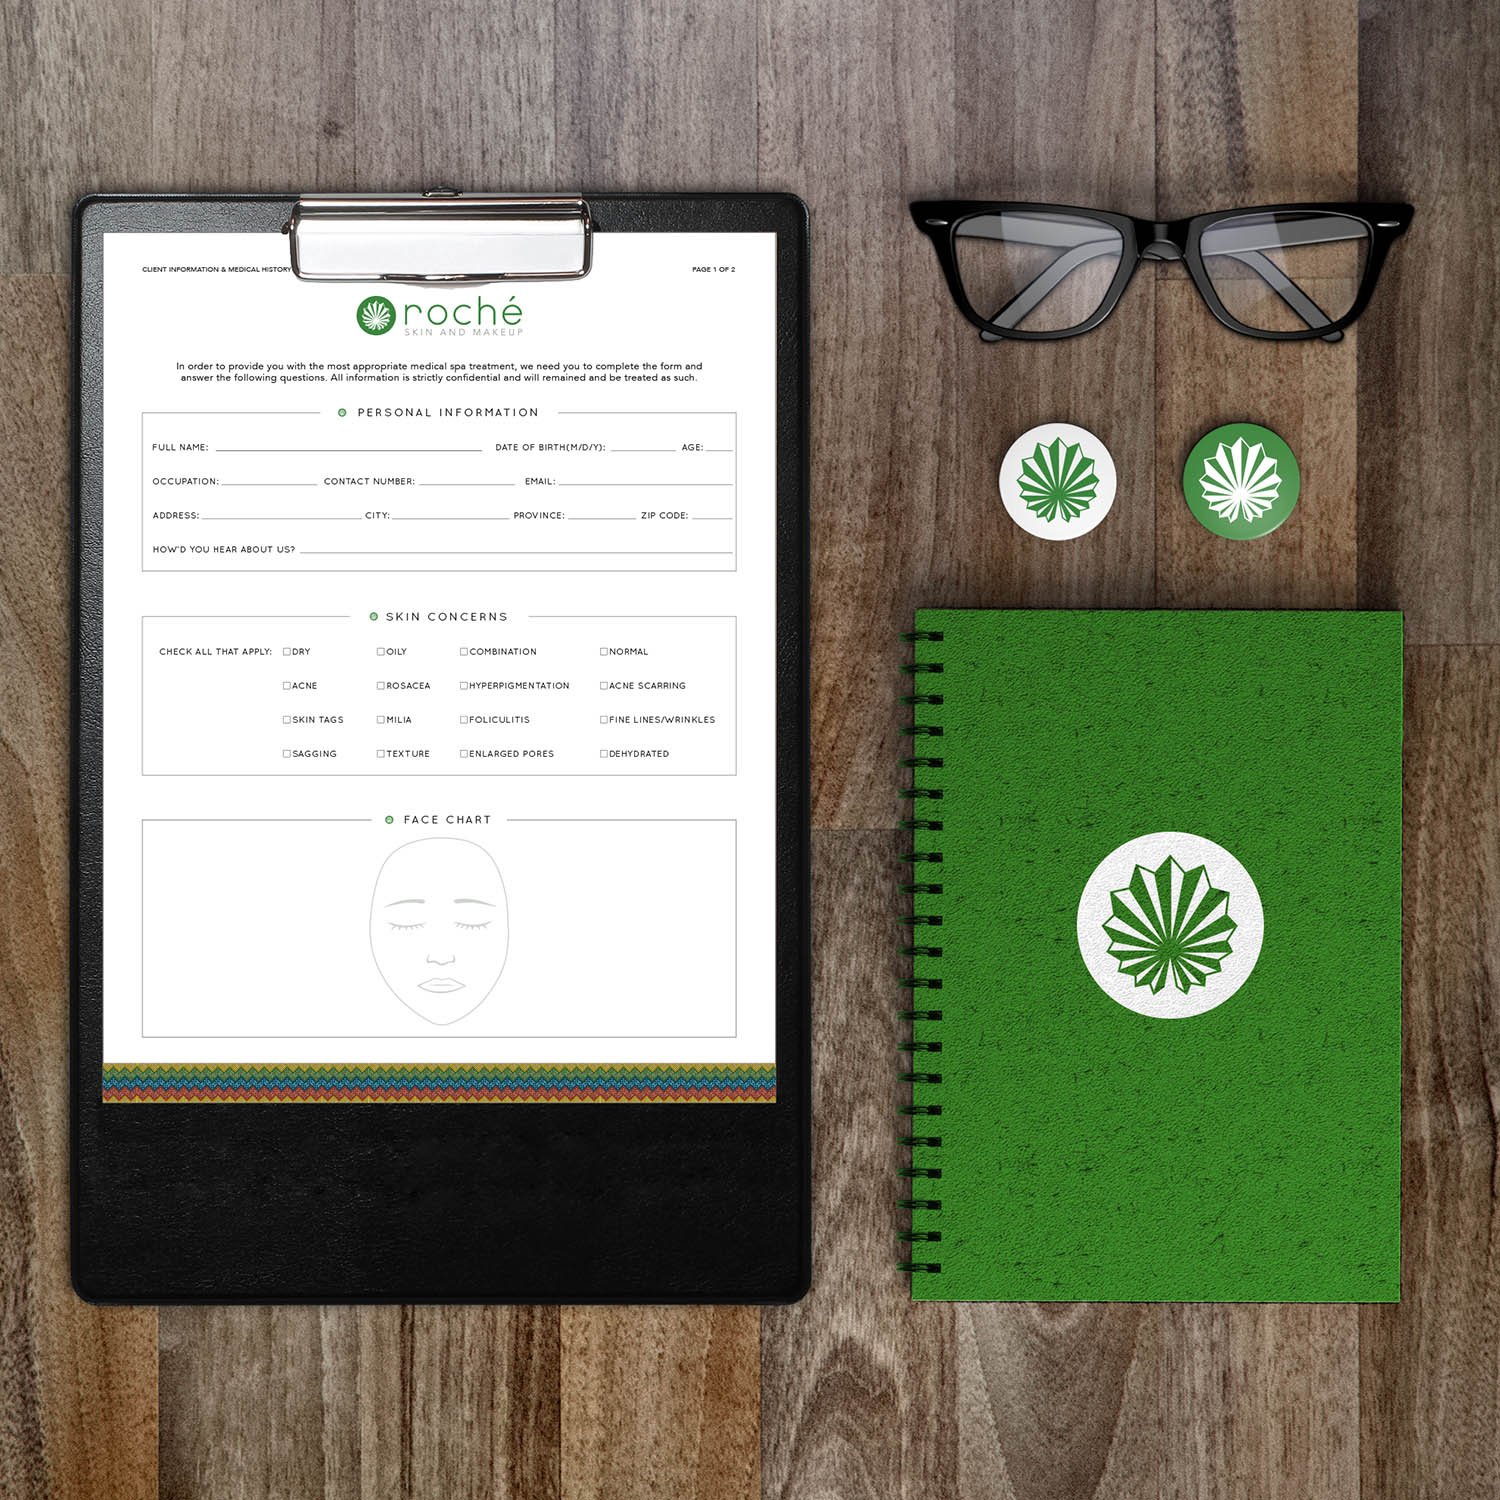 CLIENT INFORMATION & MEDICAL HISTORY PAGE 1 OF 2
roché
SKIN AND MAKEUP
In order to provide you with the most appropriate medical spa treatment, we need you to complete the form and
answer the following questions. All information is strictly confidential and will remained and be treated as such.
PERSONAL INFORMATION
FULL NAME: DATE OF BIRTH(M/D/Y): AGE:
OCCUPATION: CONTACT NUMBER: EMAIL:
ADDRESS: CITY: PROVINCE: ZIP CODE:
HOW'D YOU HEAR ABOUT US?
SKIN CONCERNS
CHECK ALL THAT APPLY: DRY OILY COMBINATION NORMAL
ACNE ROSACEA HYPERPIGMENTATION ACNE SCARRING
SKIN TAGS MILIA FOLICULITIS FINE LINES/WRINKLES
SAGGING TEXTURE ENLARGED PORES DEHYDRATED
FACE CHART